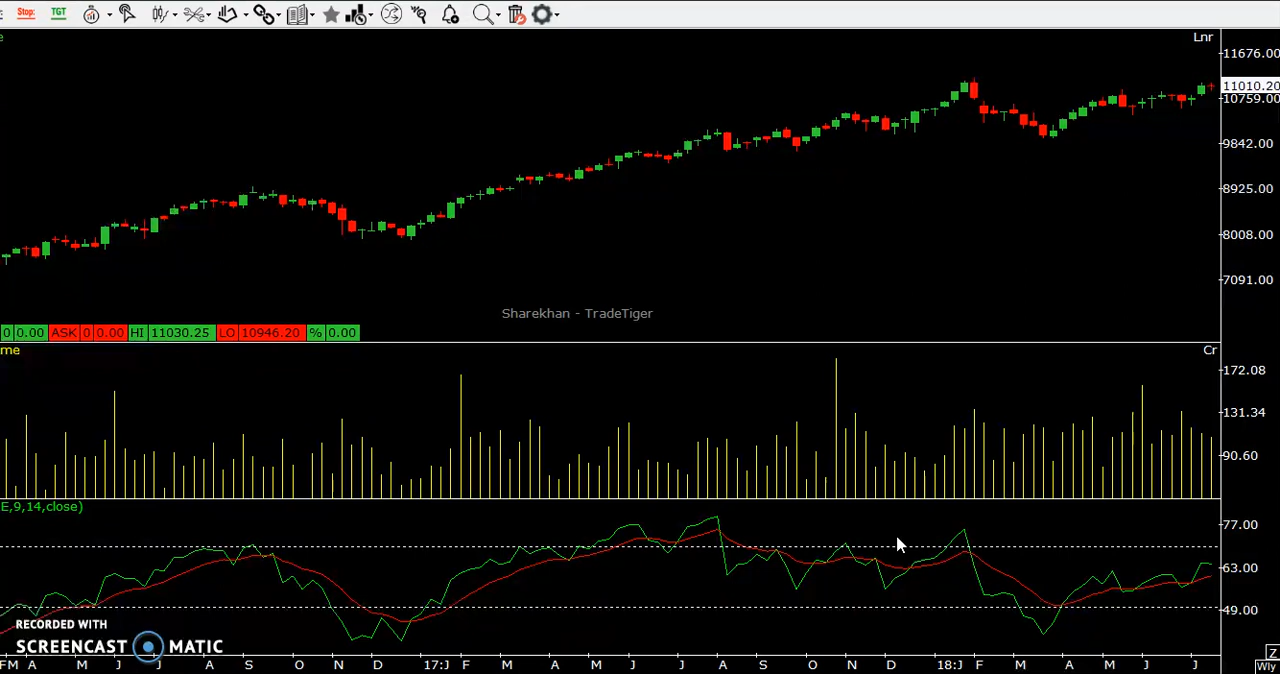 Stop:
TGT
e
Lnr
11676.00
11010.20
10759.00
9842.00
8925.00
8008.00
7091.00
Sharekhan - TradeTiger
0 0.00 ASK 0 0.00 HI 11030.25 LO 10946.20 % 0.00
me
Cr
172.08
131.34
90.60
E,9,14,close)
77.00
63.00
49.00
RECORDED WITH
SCREENCAST MATIC
FM A M J J A S O N D 17:J F M A M J J A S O N D 18:J F M A M J J
Z
Wly